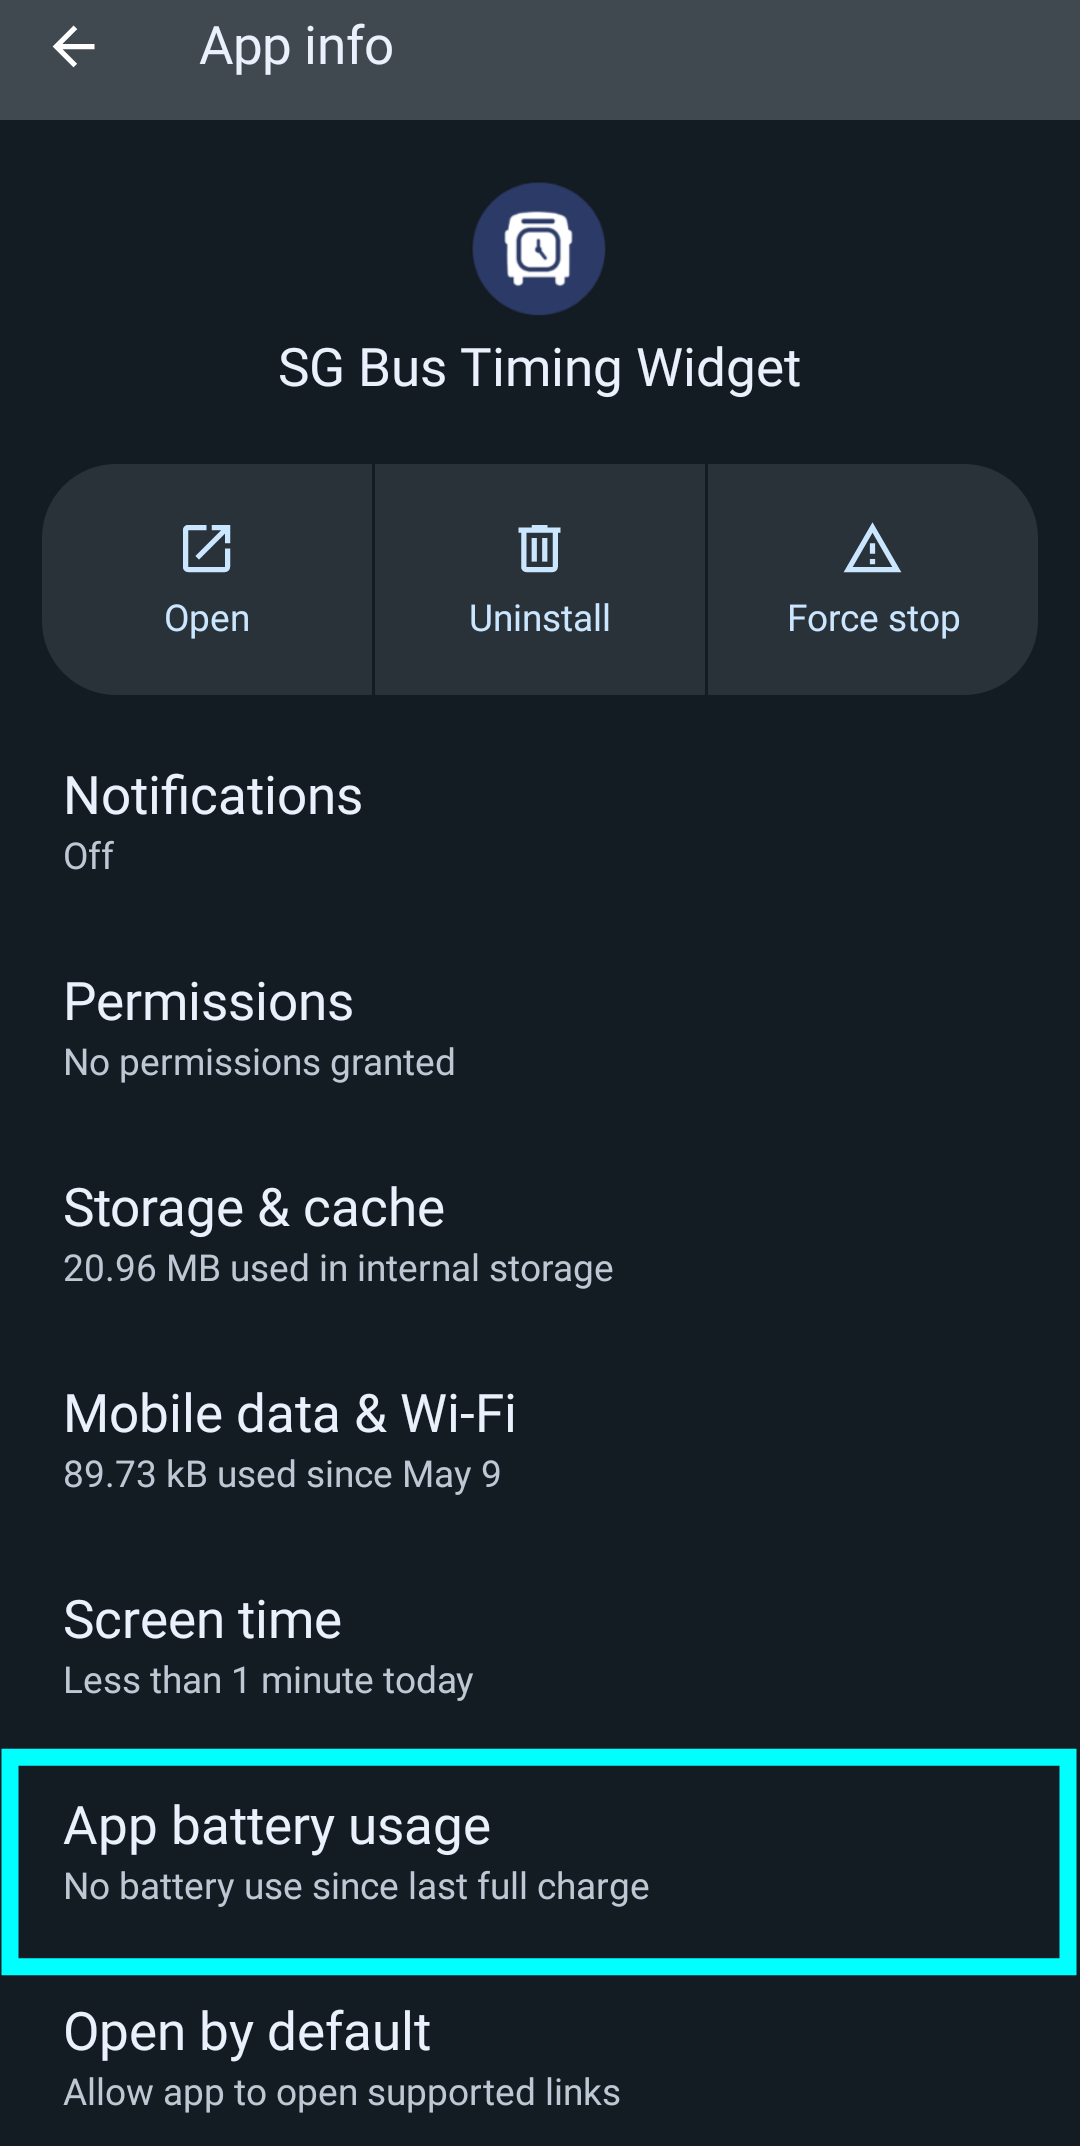 App info
SG Bus Timing Widget
Open
Uninstall
Force stop
Notifications
Off
Permissions
No permissions granted
Storage & cache
20.96 MB used in internal storage
Mobile data & Wi-Fi
89.73 kB used since May 9
Screen time
Less than 1 minute today
App battery usage
No battery use since last full charge
Open by default
Allow app to open supported links